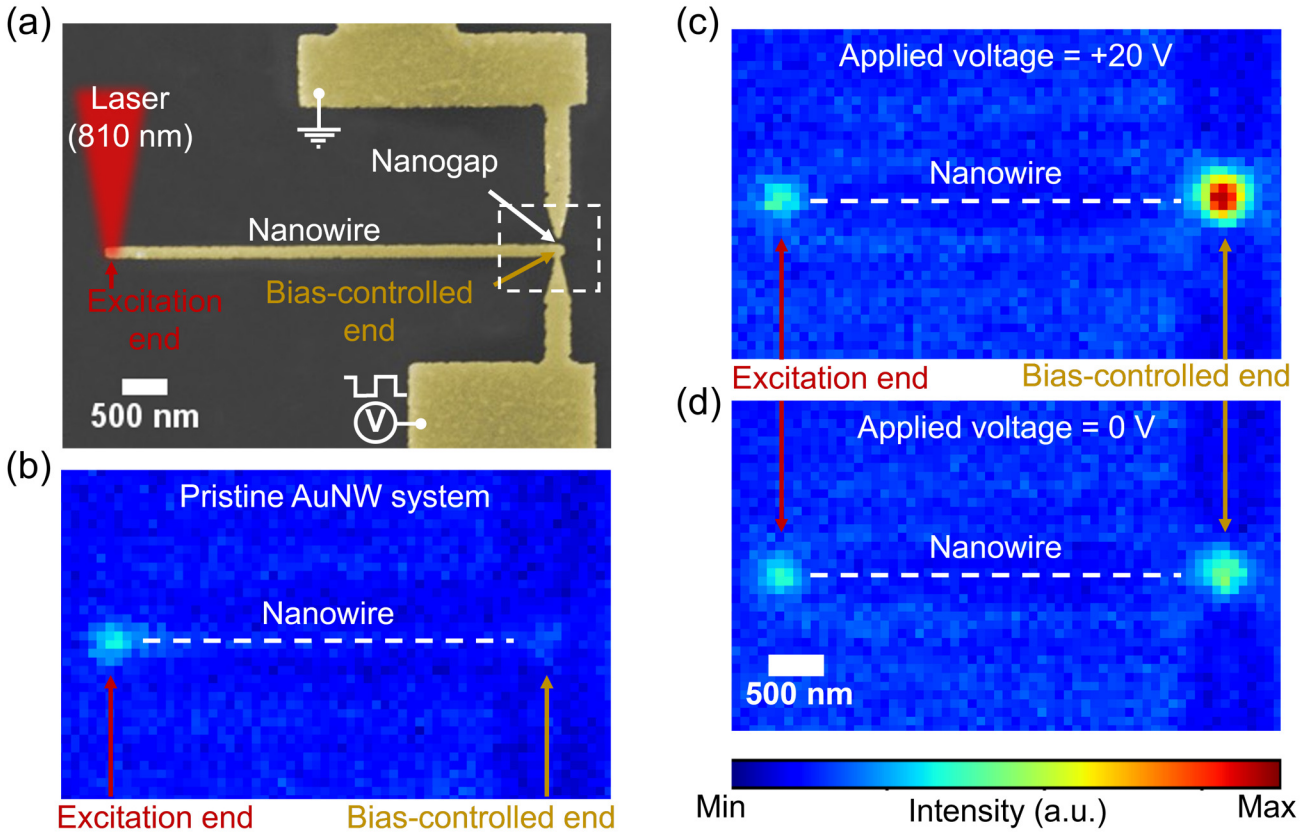 (a)
Laser
(810 nm)
Nanogap
Nanowire
Excitation
end
Bias-controlled
end
500 nm
V
(b)
Pristine AuNW system
Nanowire
Excitation end
Bias-controlled end
(c)
Applied voltage = +20 V
Nanowire
Excitation end
Bias-controlled end
(d)
Applied voltage = 0 V
Nanowire
500 nm
Min
Intensity (a.u.)
Max